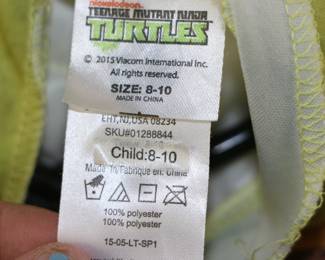 nickelodeon
TEENAGE MUTANT NINJA
TURTLES
© 2015 Viacom International Inc.
All rights reserved.
SIZE: 8-10
MADE IN CHINA
EHT, NJ, USA 08234
SKU#01288844
Child:8-10
Made In/Fabrique en: China
100% polyester
100% polyester
15-05-LT-SP1